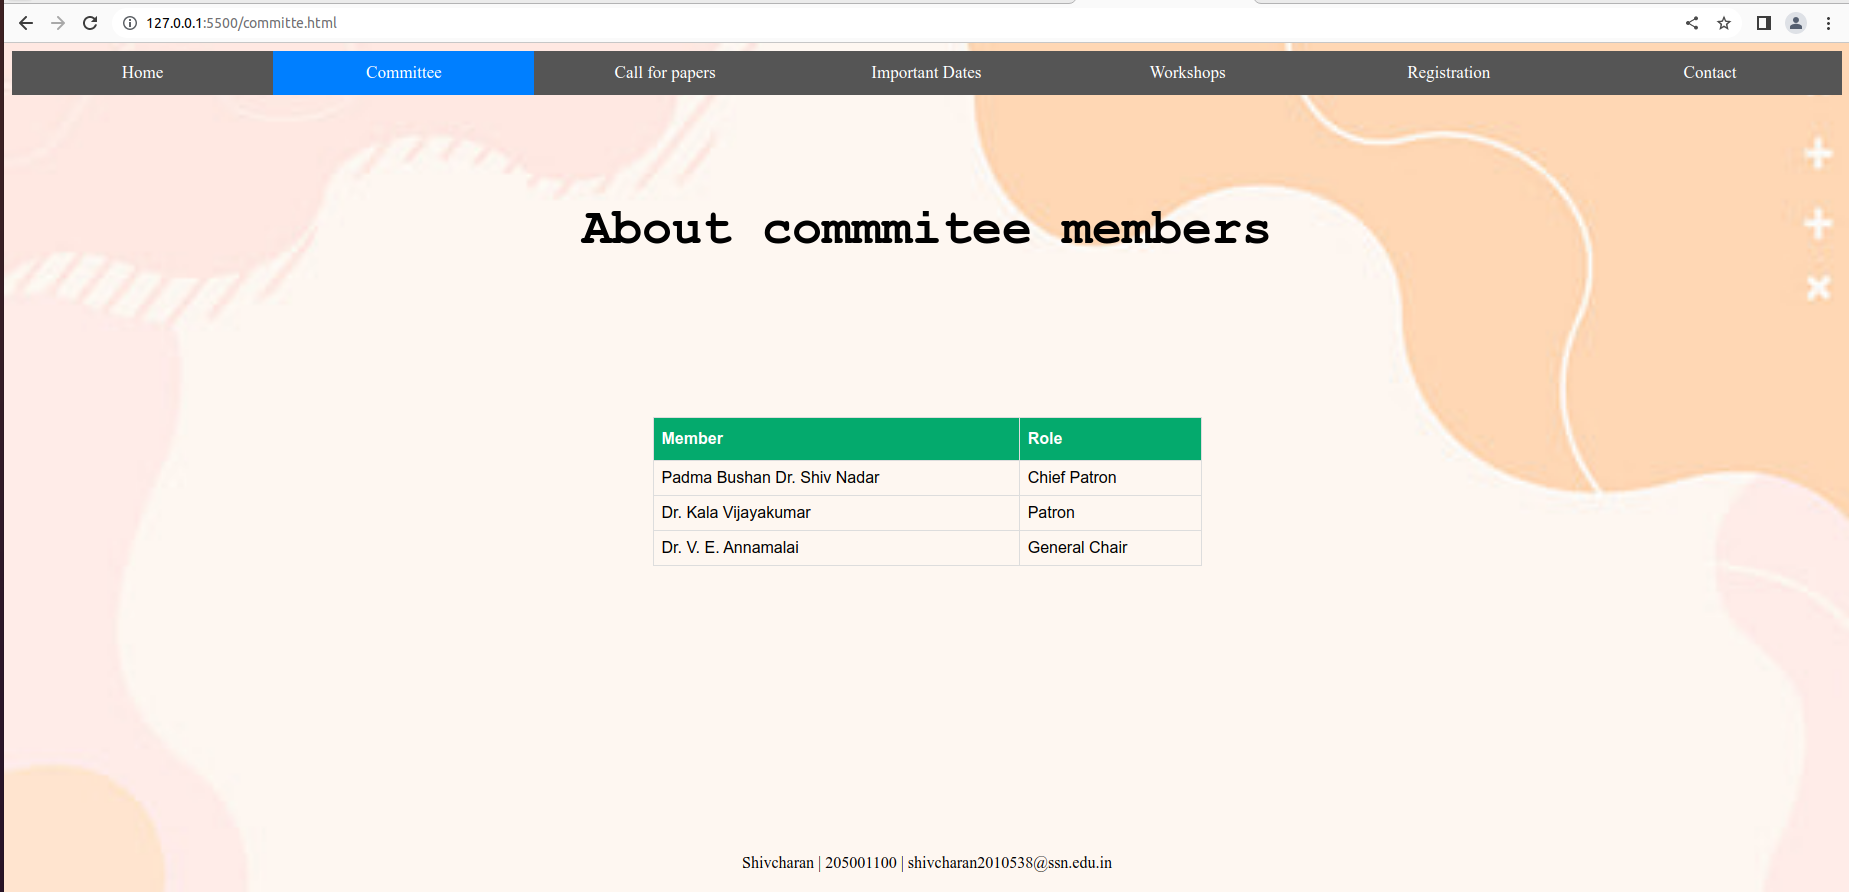 127.0.0.1:5500/committe.html
Home Committee Call for papers Important Dates Workshops Registration Contact
About commmitee members
Member Role
Padma Bushan Dr. Shiv Nadar Chief Patron
Dr. Kala Vijayakumar Patron
Dr. V. E. Annamalai General Chair
Shivcharan | 205001100 | shivcharan2010538@ssn.edu.in